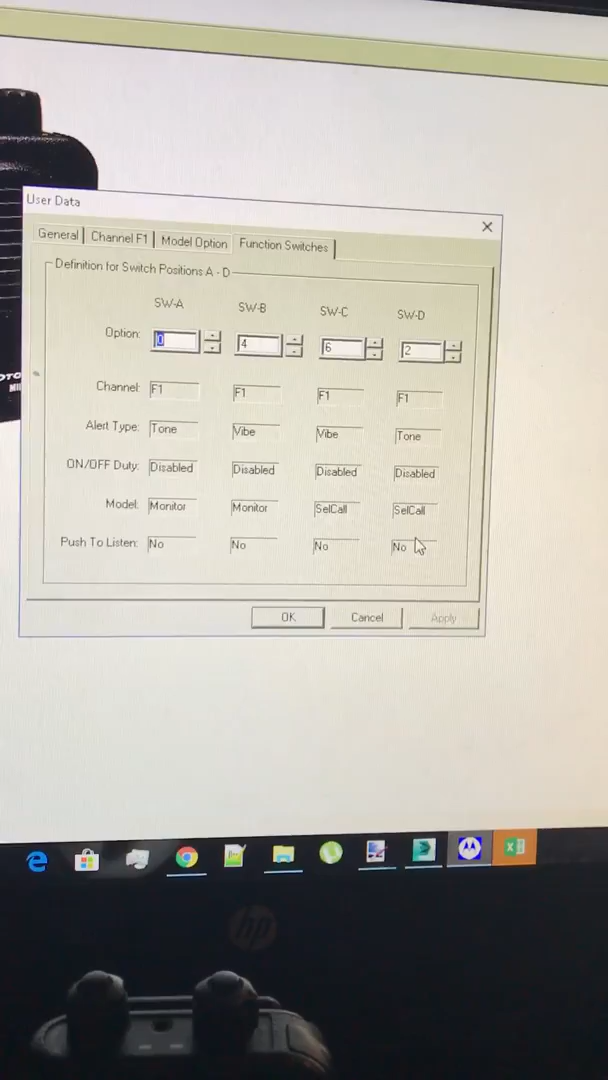 User Data
General Channel F1 Model Option Function Switches
Definition for Switch Positions A - D
SW-A SW-B SW-C SW-D
Option: 0 4 6 2
Channel: F1 F1 F1 F1
Alert Type: Tone Vibe Vibe Tone
ON/OFF Duty: Disabled Disabled Disabled Disabled
Model: Monitor Monitor SelCall SelCall
Push To Listen: No No No No
OK Cancel Apply
hp